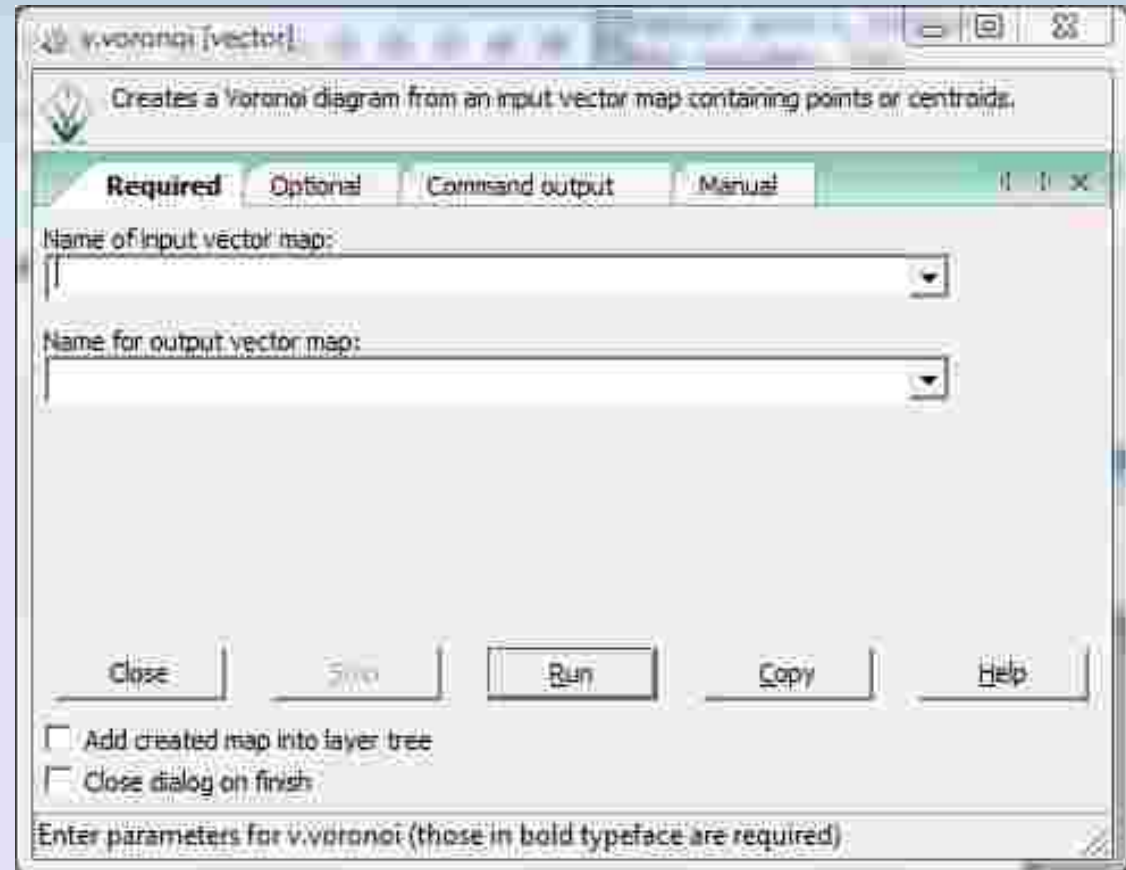 v.voronoi [vector]
Creates a Voronoi diagram from an input vector map containing points or centroids.
Required Optional Command output Manual
Name of input vector map:
Name for output vector map:
Close Stop Run Copy Help
Add created map into layer tree
Close dialog on finish
Enter parameters for v.voronoi (those in bold typeface are required)